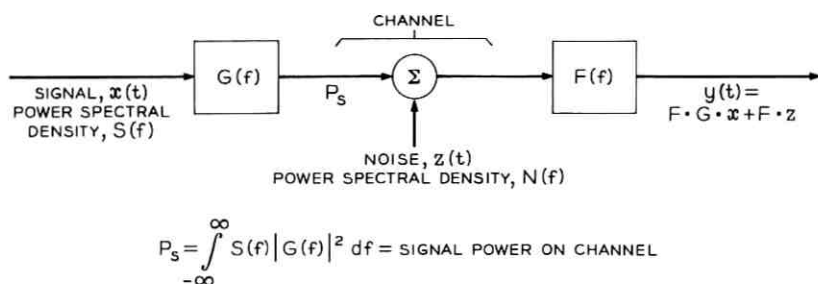 CHANNEL
G(f)
P_s
Σ
F(f)
SIGNAL, x(t)
POWER SPECTRAL
DENSITY, S(f)
y(t)=
F·G·x+F·z
NOISE, z(t)
POWER SPECTRAL DENSITY, N(f)
P_s = ∫_{-∞}^{∞} S(f)|G(f)|² df = SIGNAL POWER ON CHANNEL